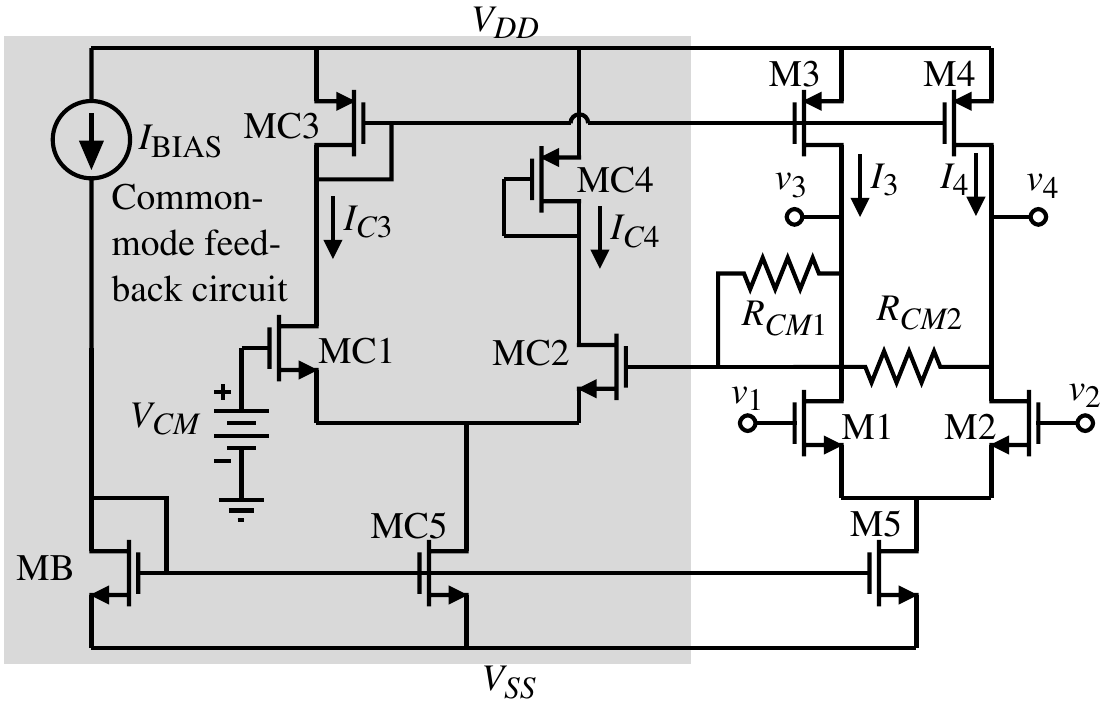 V_DD
M3
M4
MC3
I_BIAS
MC4
v_3
I_3
I_4
v_4
Common-
mode feed-
back circuit
I_C3
I_C4
R_CM1
R_CM2
MC1
MC2
+
V_CM
−
v_1
M1
M2
v_2
MC5
M5
MB
V_SS